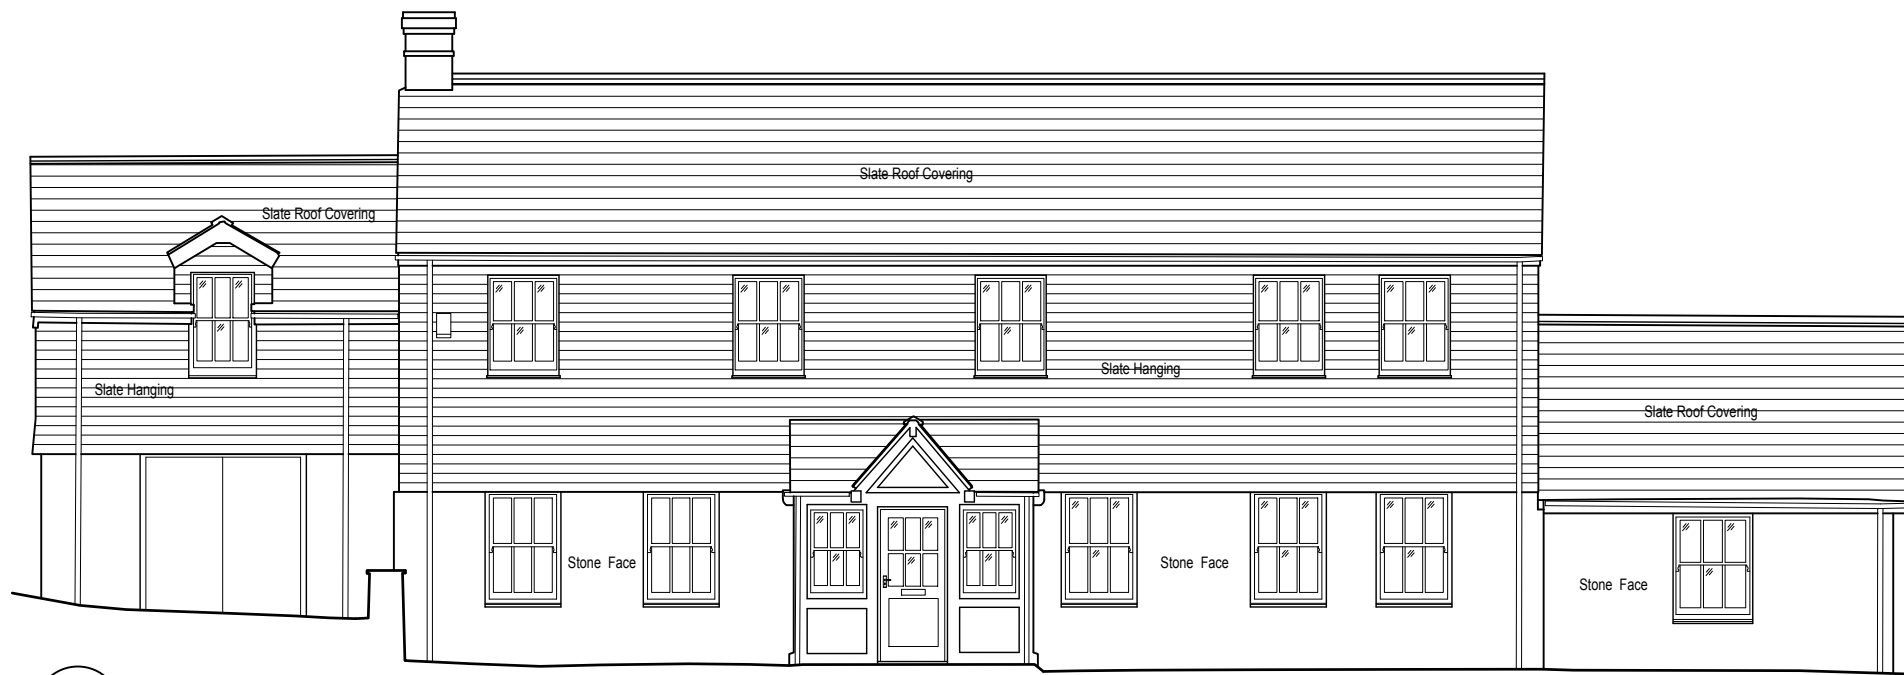 Slate Roof Covering
Slate Roof Covering
Slate Hanging
Slate Hanging
Slate Roof Covering
Stone Face
Stone Face
Stone Face